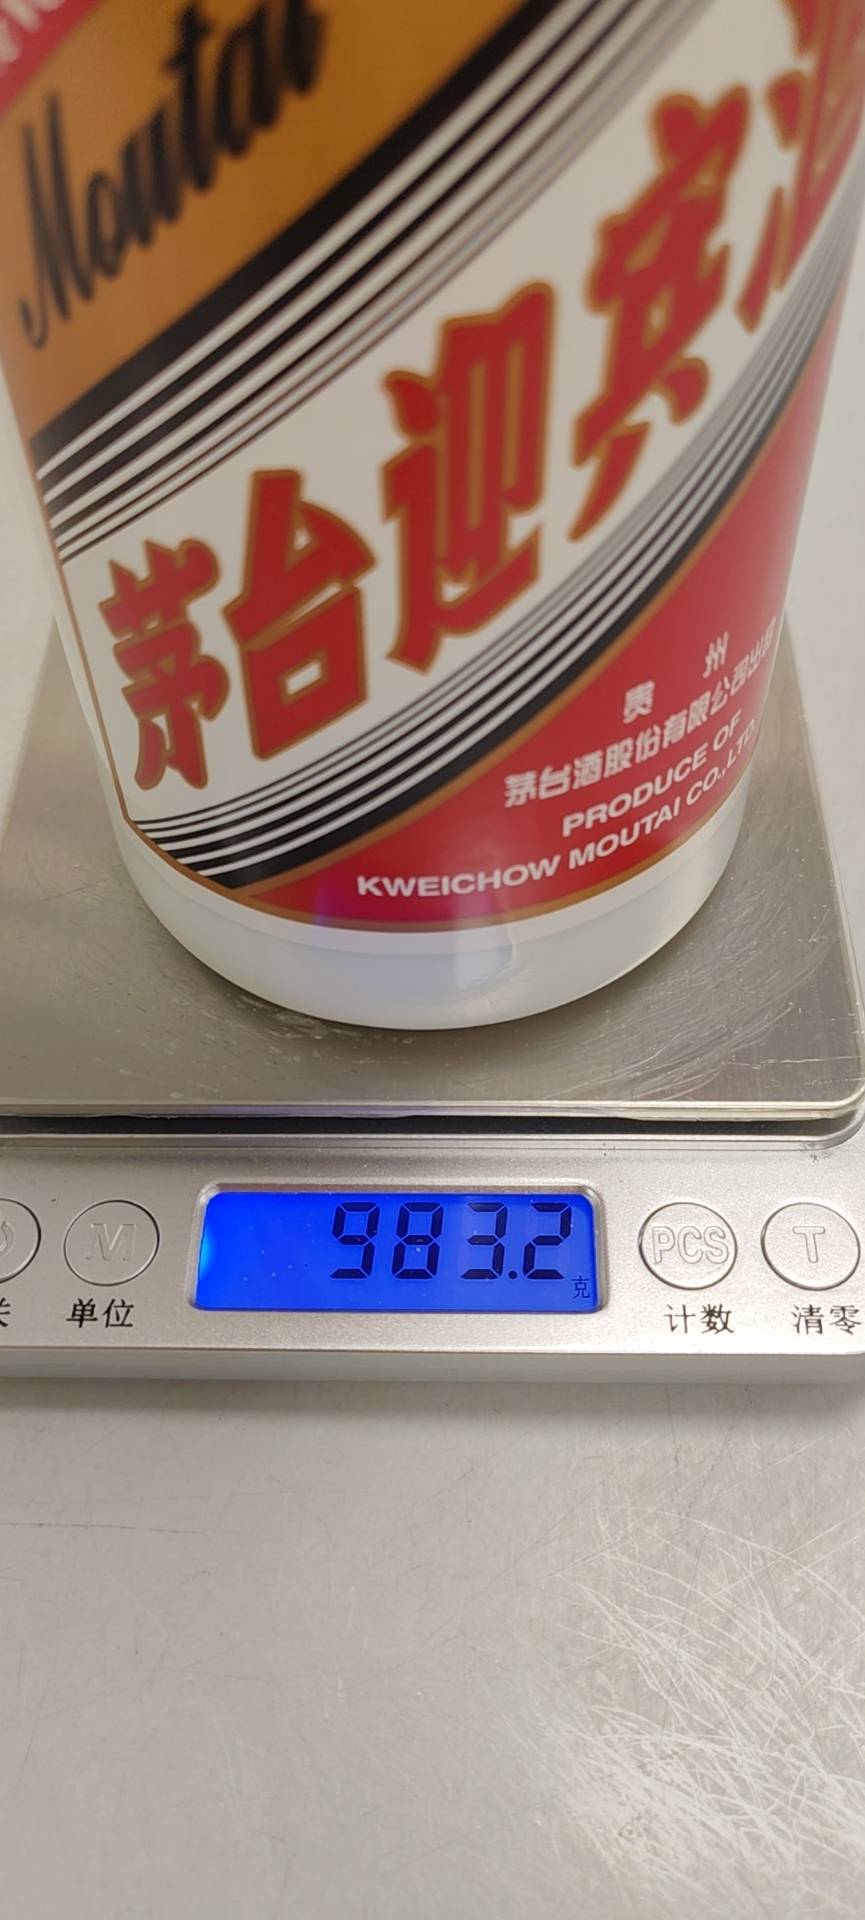 Moutai
茅台迎宾酒
贵州
茅台酒股份有限公司出品
PRODUCE OF
KWEICHOW MOUTAI CO.,LTD.
983.2
克
M
PCS
T
关
单位
计数
清零